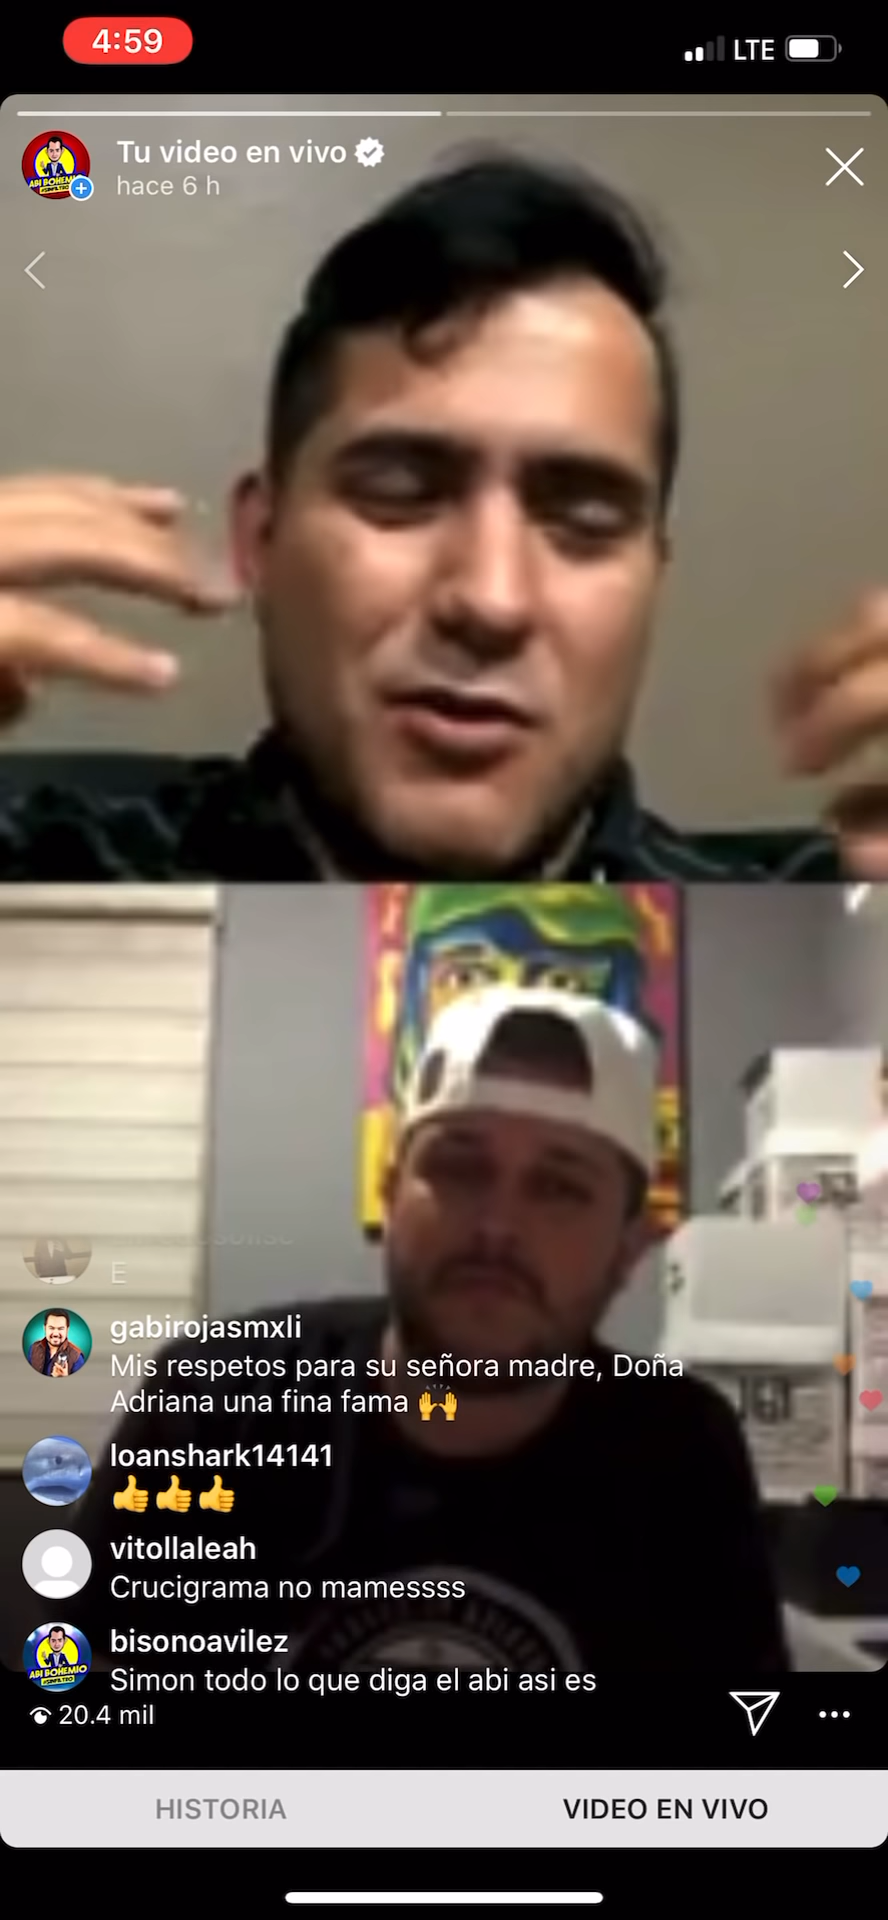 4:59
LTE
Tu video en vivo
hace 6 h
E
gabirojasmxli
Mis respetos para su señora madre, Doña
Adriana una fina fama 🙌
loanshark14141
👍👍👍
vitollaleah
Crucigrama no mamessss
bisonoavilez
Simon todo lo que diga el abi asi es
ABI BOHEMIO
20.4 mil
HISTORIA
VIDEO EN VIVO